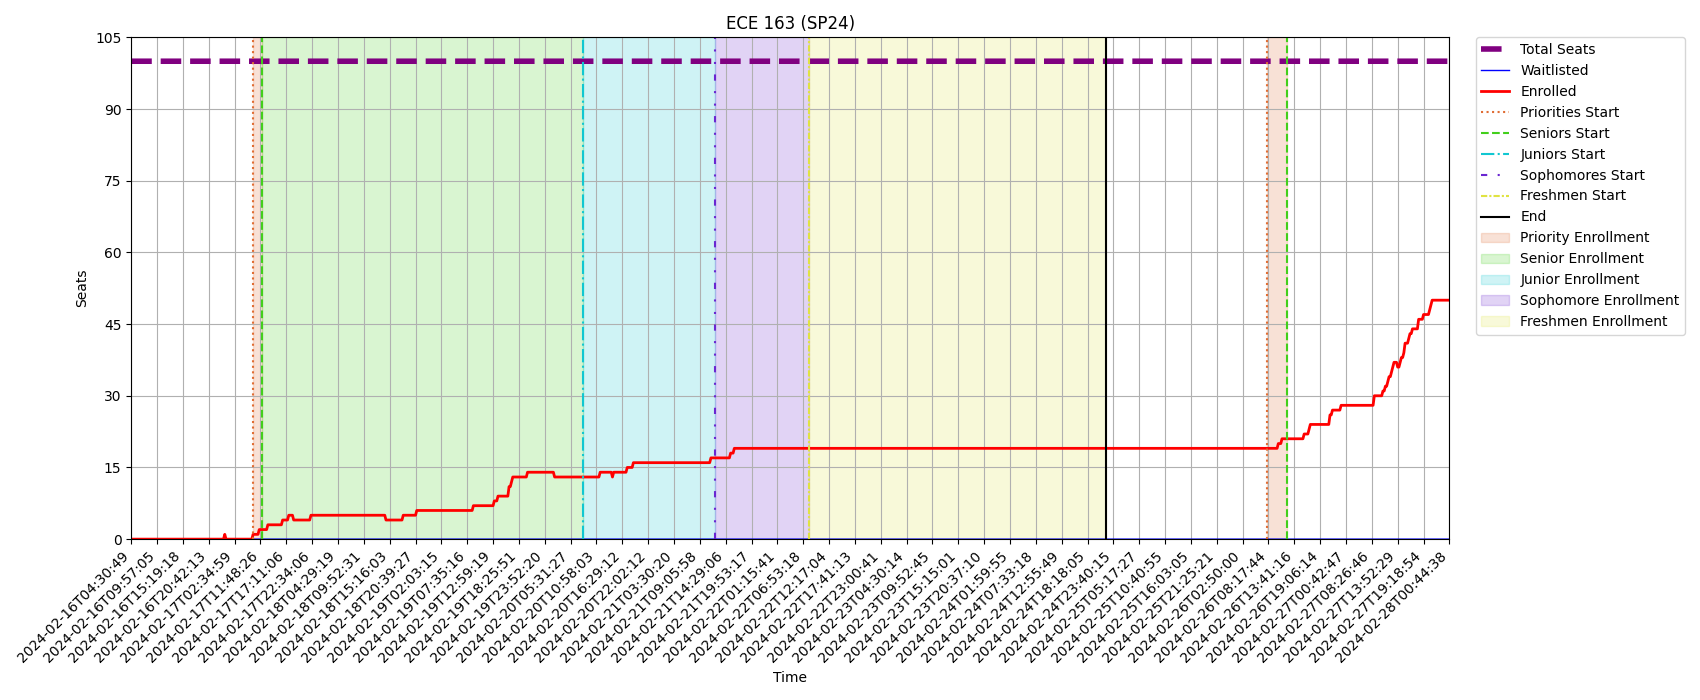 ECE 163 (SP24)
105
90
75
60
45
30
15
0
Seats
2024-02-16T04:30:49
2024-02-16T09:57:05
2024-02-16T15:19:18
2024-02-16T20:42:13
2024-02-17T02:34:59
2024-02-17T11:48:26
2024-02-17T17:11:06
2024-02-17T22:34:06
2024-02-18T04:29:19
2024-02-18T09:52:31
2024-02-18T15:16:03
2024-02-18T20:39:27
2024-02-19T02:03:15
2024-02-19T07:35:16
2024-02-19T12:59:19
2024-02-19T18:25:51
2024-02-19T23:52:20
2024-02-20T05:31:27
2024-02-20T10:58:03
2024-02-20T16:29:12
2024-02-20T22:02:12
2024-02-21T03:30:20
2024-02-21T09:05:58
2024-02-21T14:29:06
2024-02-21T19:53:17
2024-02-22T01:15:41
2024-02-22T06:53:18
2024-02-22T12:17:04
2024-02-22T17:41:13
2024-02-22T23:00:41
2024-02-23T04:30:14
2024-02-23T09:52:45
2024-02-23T15:15:01
2024-02-23T20:37:10
2024-02-24T01:59:55
2024-02-24T07:33:18
2024-02-24T12:55:49
2024-02-24T18:18:05
2024-02-24T23:40:15
2024-02-25T05:17:27
2024-02-25T10:40:55
2024-02-25T16:03:05
2024-02-25T21:25:21
2024-02-26T02:50:00
2024-02-26T08:17:44
2024-02-26T13:41:16
2024-02-26T19:06:14
2024-02-27T00:42:47
2024-02-27T08:26:46
2024-02-27T13:52:29
2024-02-27T19:18:54
2024-02-28T00:44:38
Time
Total Seats
Waitlisted
Enrolled
Priorities Start
Seniors Start
Juniors Start
Sophomores Start
Freshmen Start
End
Priority Enrollment
Senior Enrollment
Junior Enrollment
Sophomore Enrollment
Freshmen Enrollment